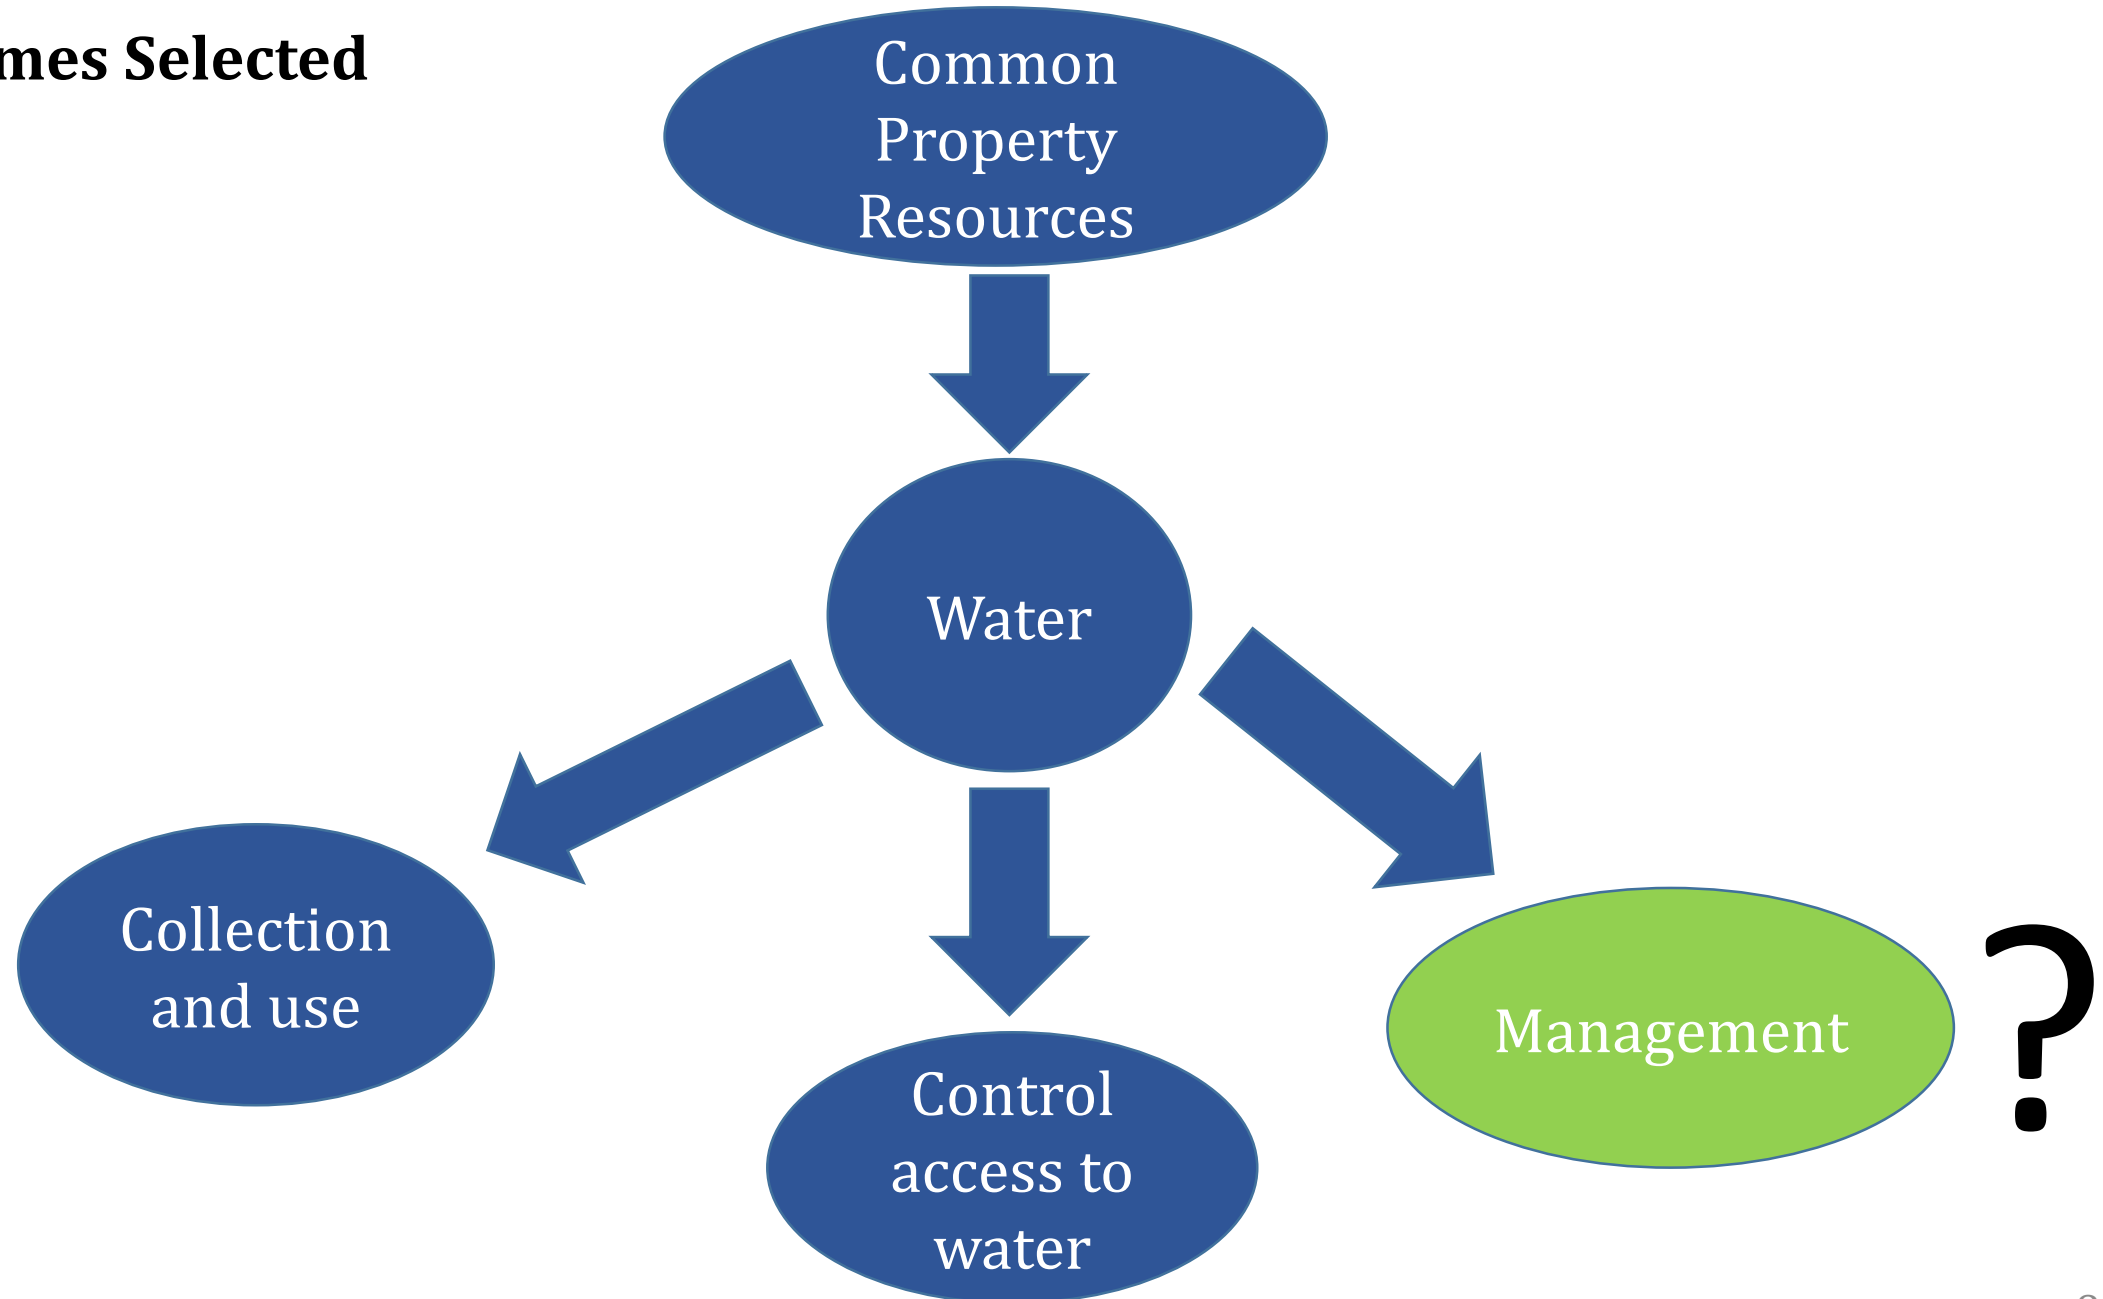 mes Selected
Common
Property
Resources
Water
Collection
and use
Control
access to
water
Management
?